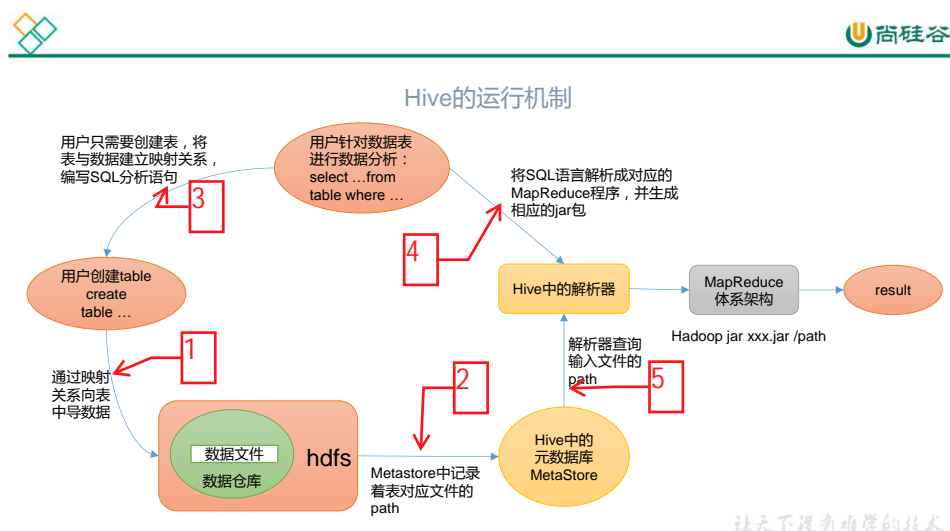 尚硅谷
Hive的运行机制
用户只需要创建表，将
表与数据建立映射关系，
编写SQL分析语句
用户针对数据表
进行数据分析：
select …from
table where …
将SQL语言解析成对应的
MapReduce程序，并生成
相应的jar包
3
4
用户创建table
create
table …
Hive中的解析器
MapReduce
体系架构
result
Hadoop jar xxx.jar /path
1
解析器查询
输入文件的
path
2
5
通过映射
关系向表
中导数据
数据文件
数据仓库
hdfs
Metastore中记录
着表对应文件的
path
Hive中的
元数据库
MetaStore
让天下没有难学的技术